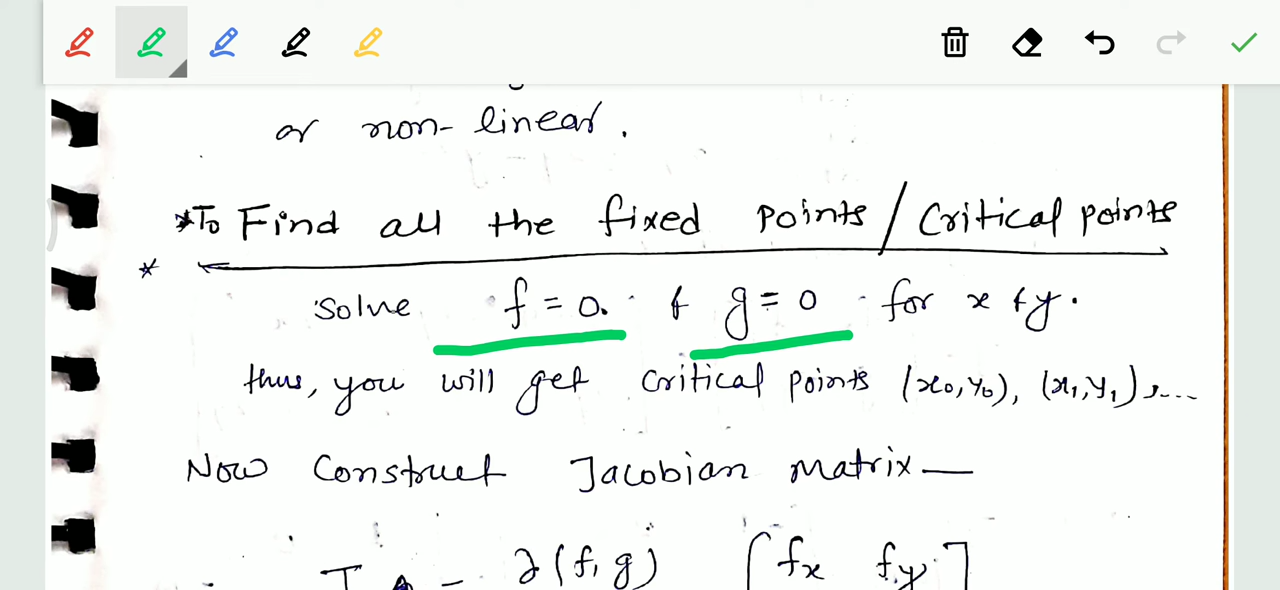 or non-linear.
*To Find all the fixed points/Critical points
* Solve f = 0. & g = 0 for x & y.
thus, you will get critical points (x0,y0), (x1,y1),....
Now construct Jacobian matrix—
∂(f,g) [fx fy]